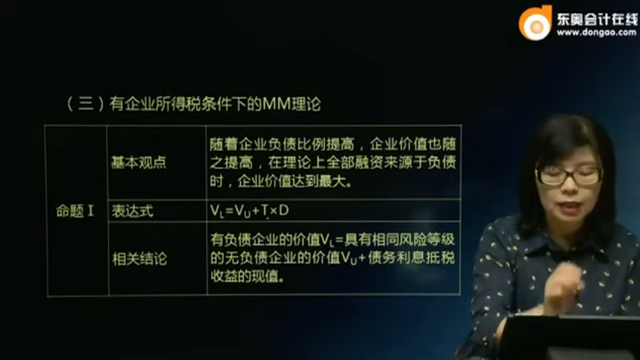 东奥会计在线
www.dongao.com
（三）有企业所得税条件下的MM理论
命题Ⅰ
基本观点
随着企业负债比例提高，企业价值也随
之提高，在理论上全部融资来源于负债
时，企业价值达到最大。
表达式
VL=VU+T×D
相关结论
有负债企业的价值VL=具有相同风险等级
的无负债企业的价值VU+债务利息抵税
收益的现值。